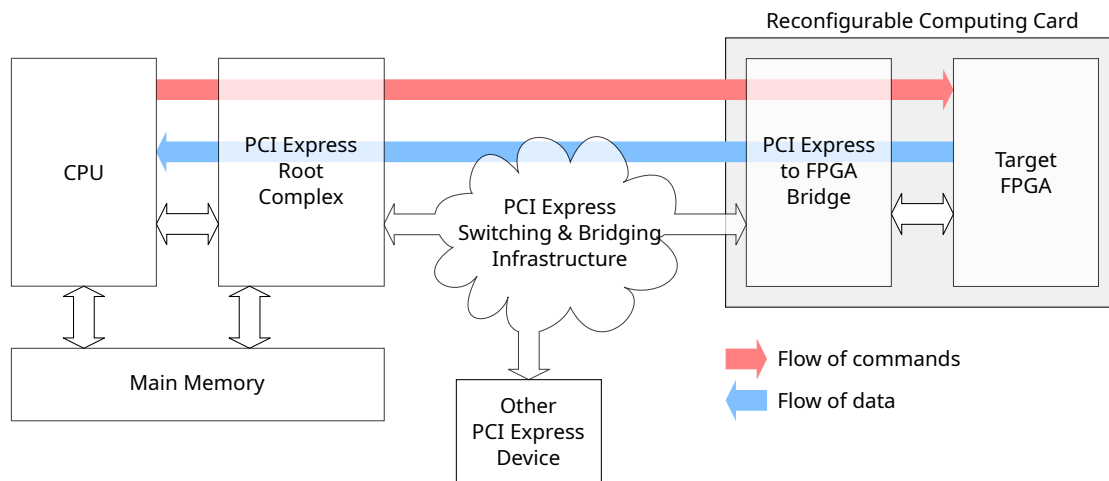 Reconfigurable Computing Card
CPU
PCI Express
Root
Complex
PCI Express
Switching & Bridging
Infrastructure
PCI Express
to FPGA
Bridge
Target
FPGA
Main Memory
Other
PCI Express
Device
Flow of commands
Flow of data